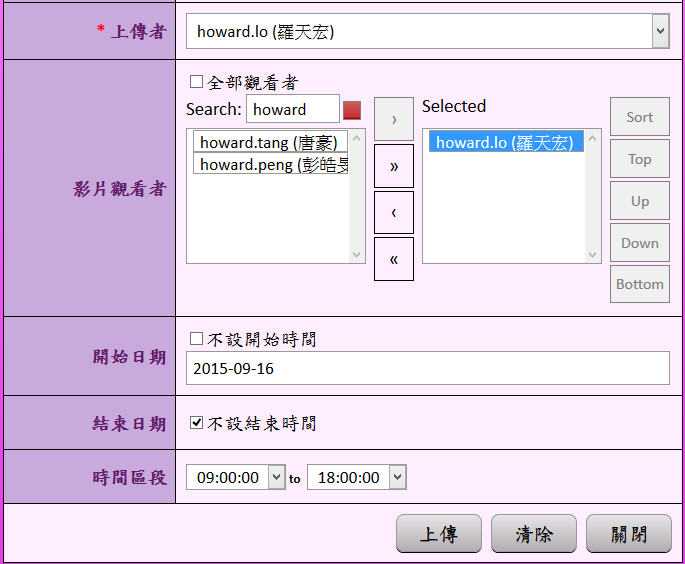 * 上傳者
howard.lo (羅天宏)
影片觀看者
全部觀看者
Search: howard
howard.tang (唐豪)
howard.peng (彭皓旻
›
»
‹
«
Selected
howard.lo (羅天宏)
Sort
Top
Up
Down
Bottom
開始日期
不設開始時間
2015-09-16
結束日期
不設結束時間
時間區段
09:00:00 to 18:00:00
上傳 清除 關閉